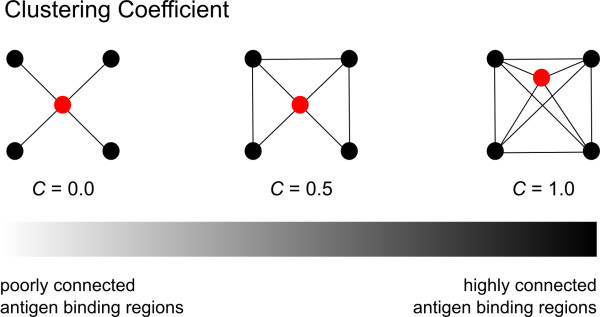 Clustering Coefficient
C = 0.0
C = 0.5
C = 1.0
poorly connected
antigen binding regions
highly connected
antigen binding regions